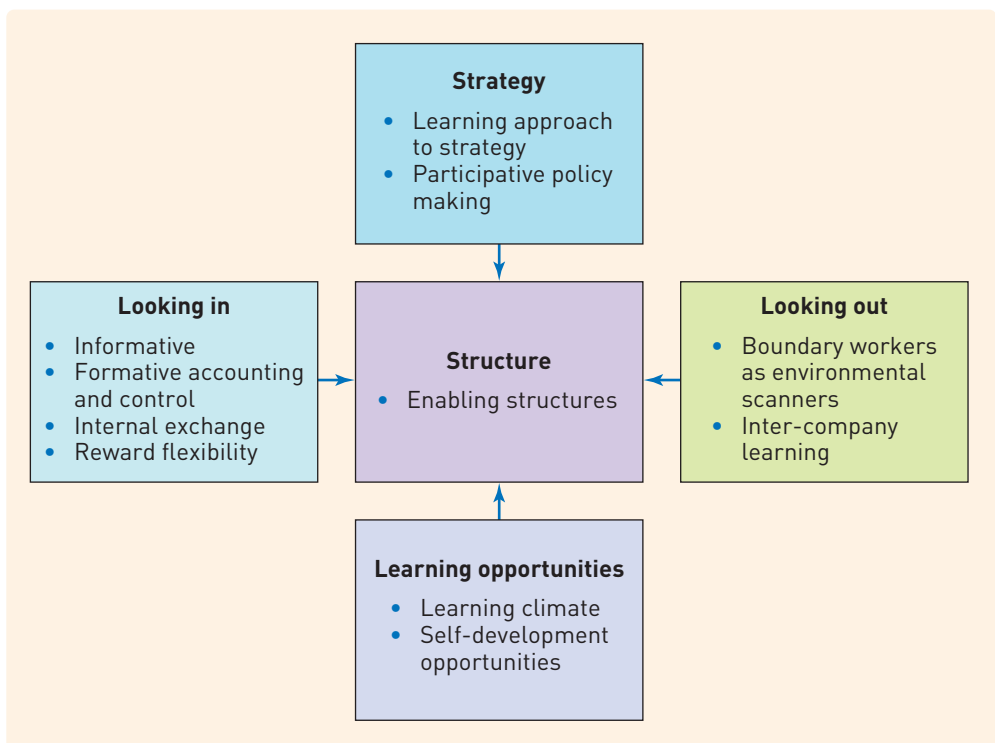 Strategy
• Learning approach
to strategy
• Participative policy
making
Looking in
• Informative
• Formative accounting
and control
• Internal exchange
• Reward flexibility
Structure
• Enabling structures
Looking out
• Boundary workers
as environmental
scanners
• Inter-company
learning
Learning opportunities
• Learning climate
• Self-development
opportunities